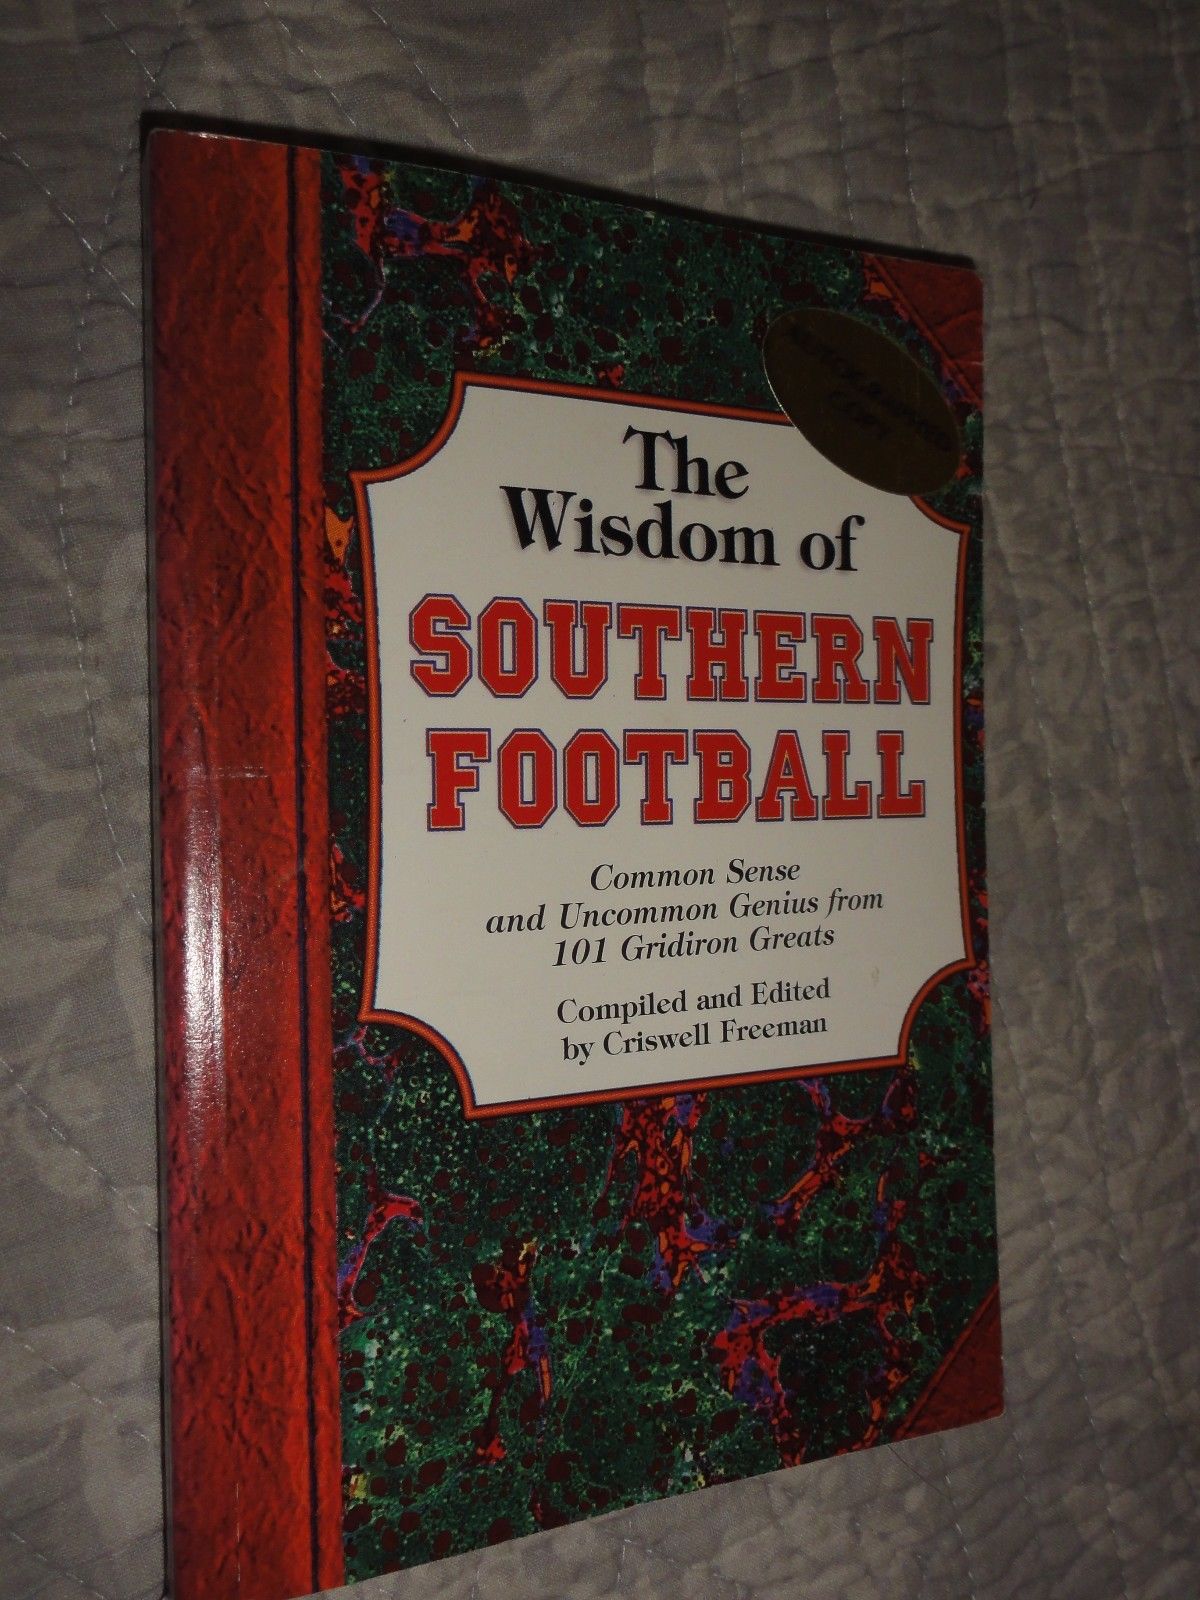 The
Wisdom of
SOUTHERN
FOOTBALL
Common Sense
and Uncommon Genius from
101 Gridiron Greats
Compiled and Edited
by Criswell Freeman